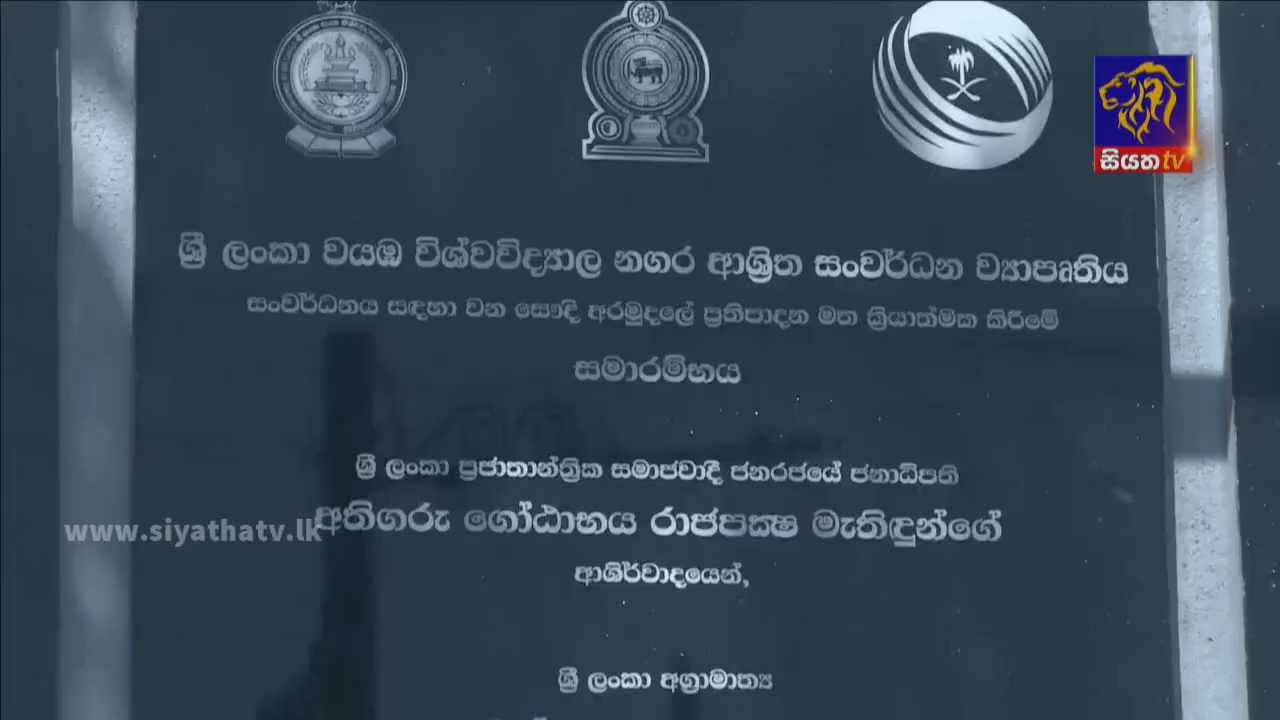 සියත tv
ශ්‍රී ලංකා වයඹ විශ්වවිද්‍යාල නගර ආශ්‍රිත සංවර්ධන ව්‍යාපෘතිය
සංවර්ධනය සඳහා වන සෞදි අරමුදලේ ප්‍රතිපාදන මත ක්‍රියාත්මක කිරීමේ
සමාරම්භය
ශ්‍රී ලංකා ප්‍රජාතාන්ත්‍රික සමාජවාදී ජනරජයේ ජනාධිපති
අතිගරු ගෝඨාභය රාජපක්ෂ මැතිඳුන්ගේ
www.siyathatv.lk
ආශිර්වාදයෙන්,
ශ්‍රී ලංකා අග්‍රාමාත්‍ය